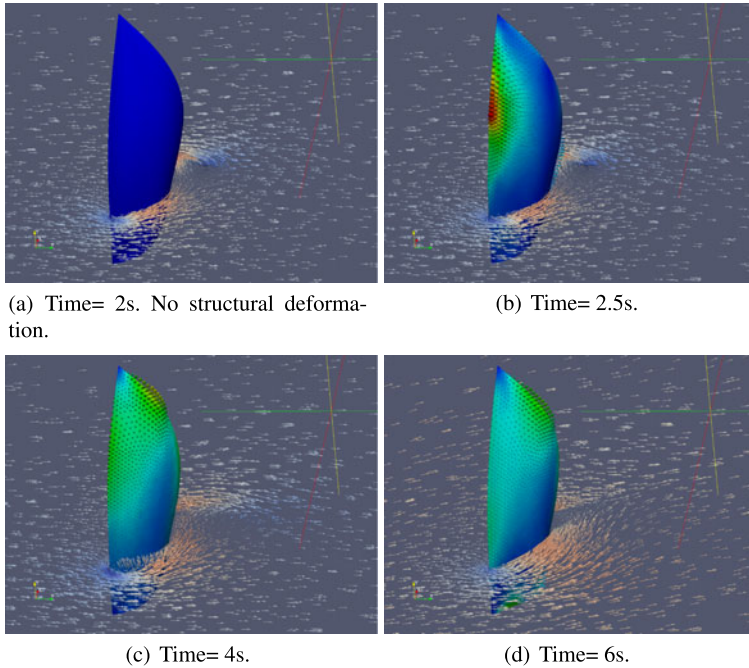 (a) Time= 2s. No structural deforma-
tion.
(b) Time= 2.5s.
(c) Time= 4s.
(d) Time= 6s.